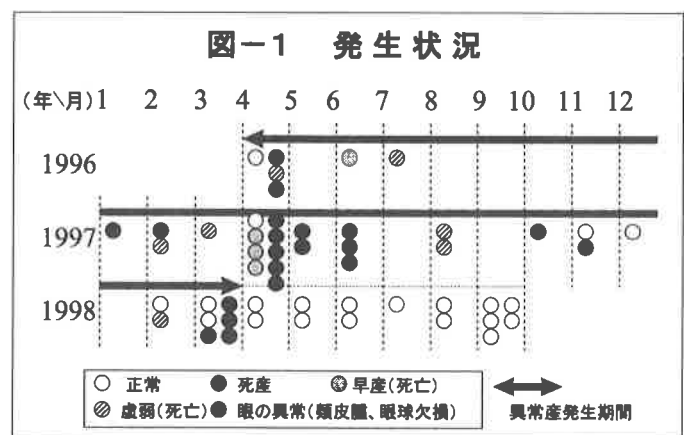 図－1 発生状況
(年\月) 1 2 3 4 5 6 7 8 9 10 11 12
1996
1997
1998
正常 死産 早産(死亡)
虚弱(死亡) 眼の異常(類皮腫、眼球欠損) 異常産発生期間